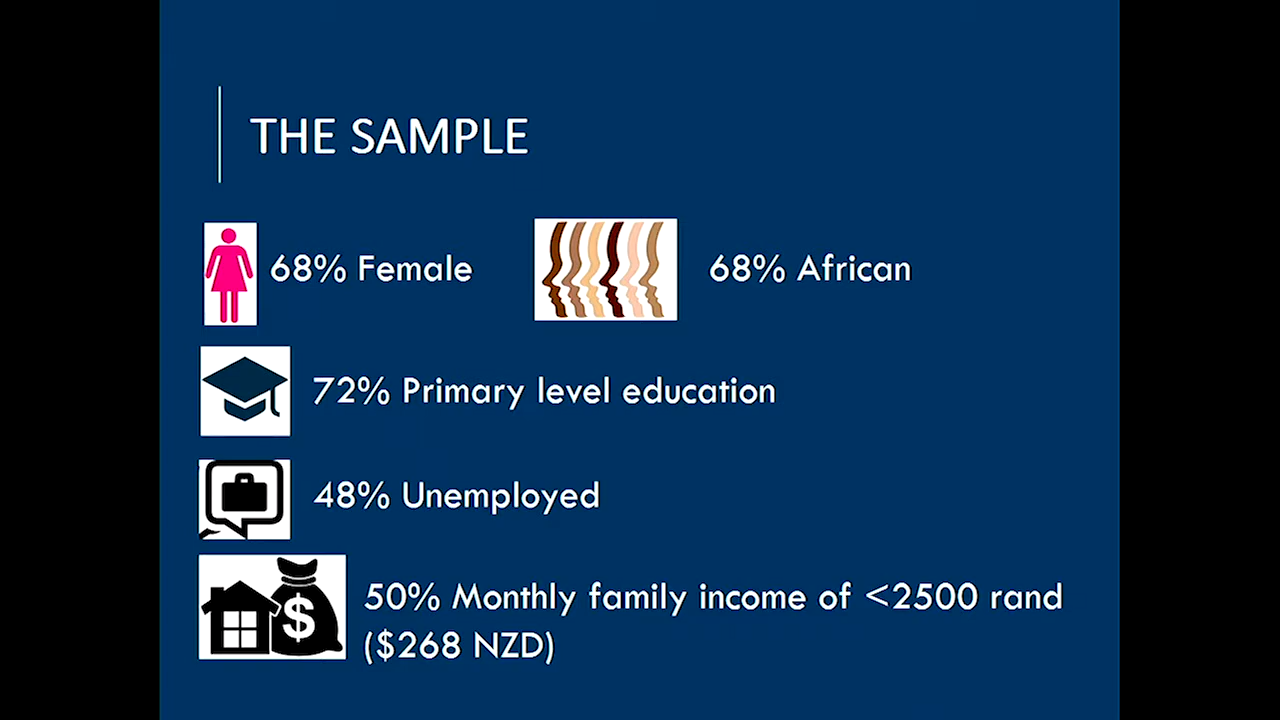 THE SAMPLE
68% Female
68% African
72% Primary level education
48% Unemployed
$
50% Monthly family income of <2500 rand
($268 NZD)